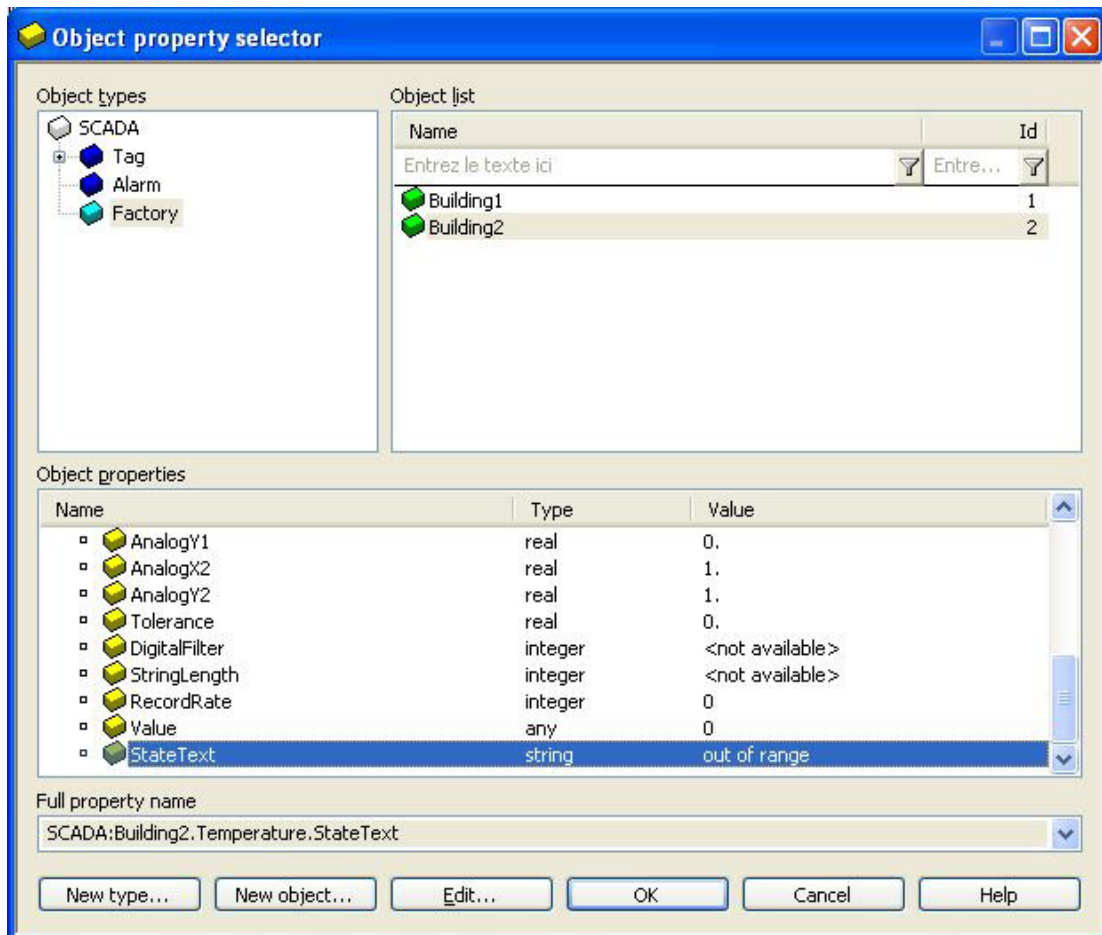 Object property selector
Object types
Object list
SCADA
Tag
Alarm
Factory
Name Id
Entrez le texte ici Entre...
Building1 1
Building2 2
Object properties
Name Type Value
AnalogY1 real 0.
AnalogX2 real 1.
AnalogY2 real 1.
Tolerance real 0.
DigitalFilter integer <not available>
StringLength integer <not available>
RecordRate integer 0
Value any 0
StateText string out of range
Full property name
SCADA:Building2.Temperature.StateText
New type... New object... Edit... OK Cancel Help